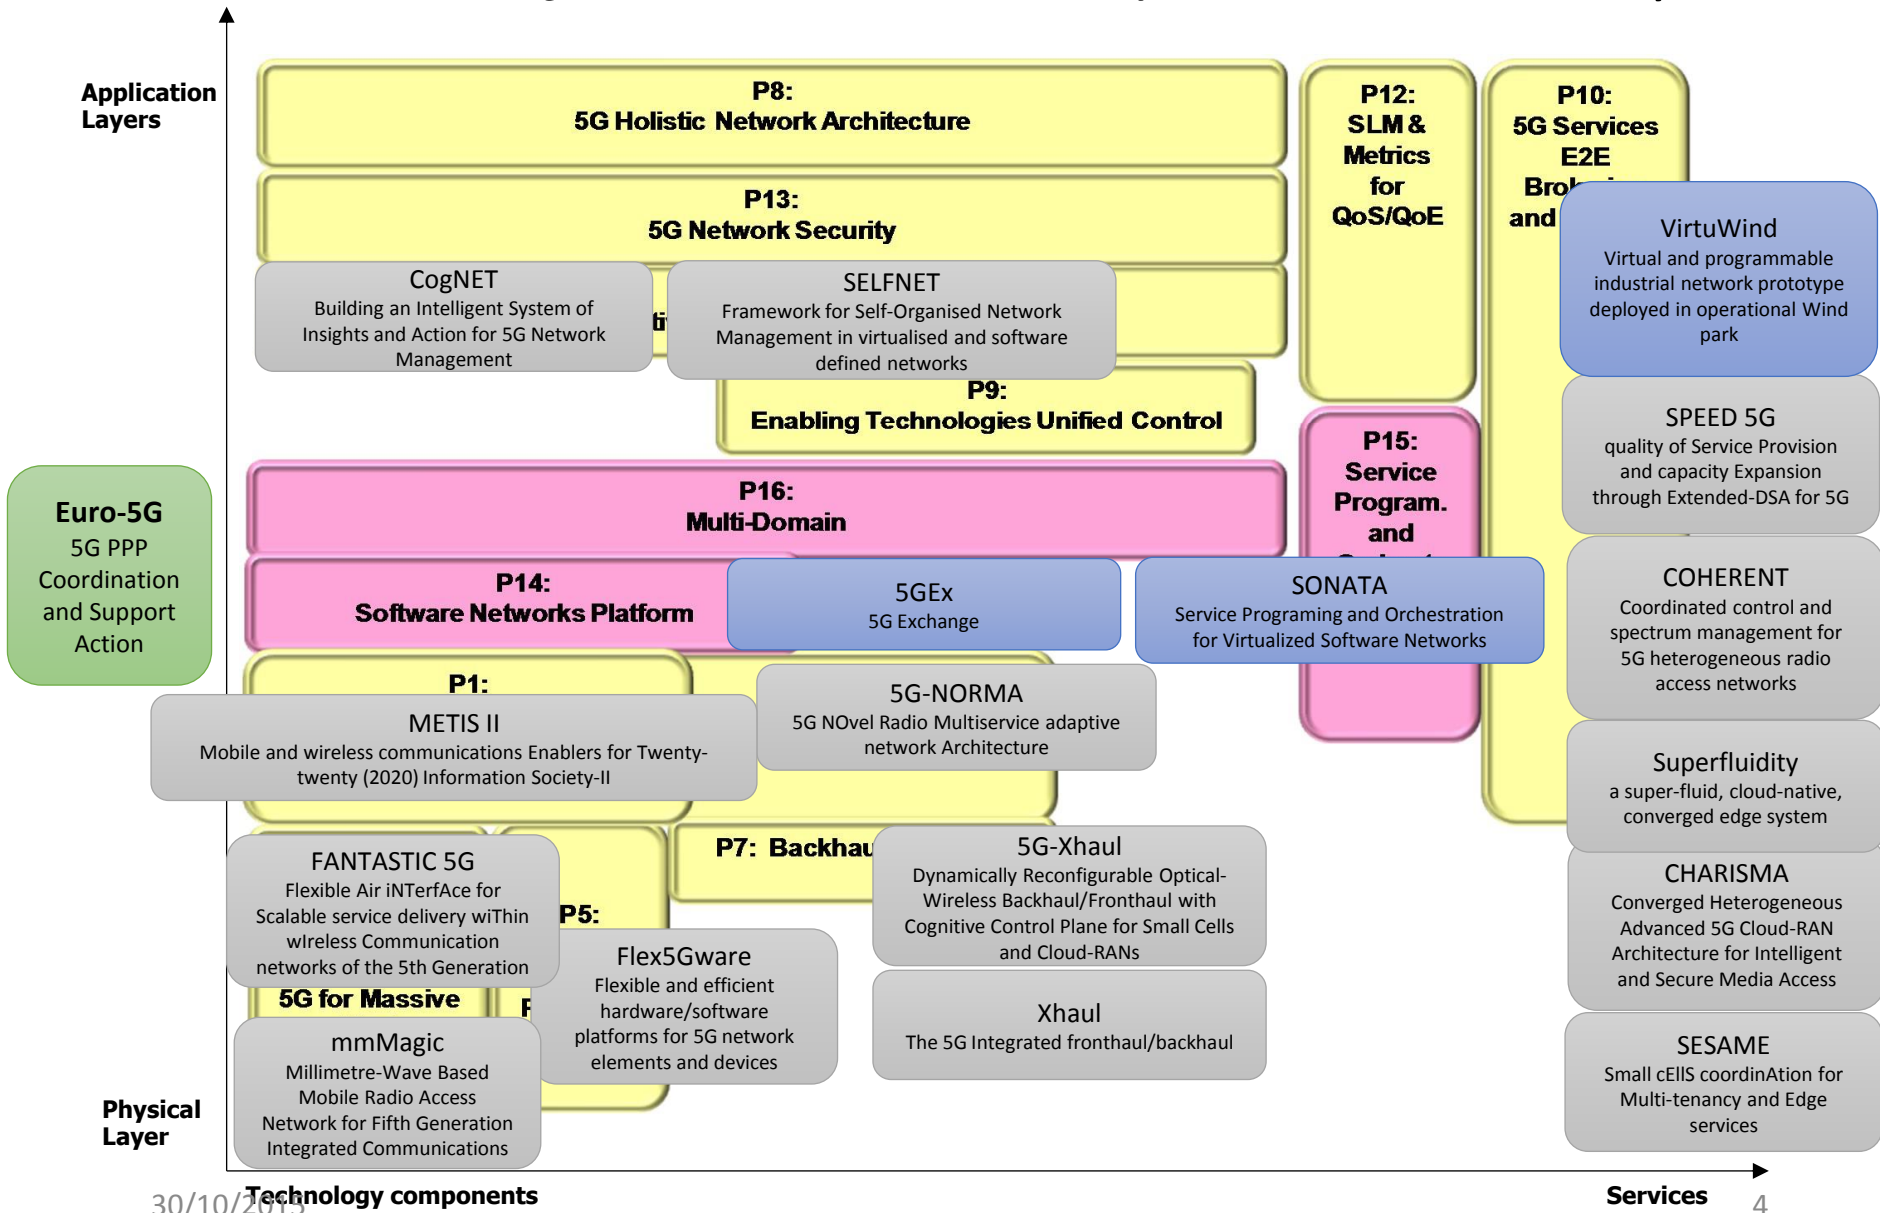 Application
Layers
P8:
5G Holistic Network Architecture
P12:
SLM &
Metrics
for
QoS/QoE
P10:
5G Services
E2E
and
P13:
5G Network Security
VirtuWind
Virtual and programmable
industrial network prototype
deployed in operational Wind
park
CogNET
Building an Intelligent System of
Insights and Action for 5G Network
Management
SELFNET
Framework for Self-Organised Network
Management in virtualised and software
defined networks
P9:
Enabling Technologies Unified Control
SPEED 5G
quality of Service Provision
and capacity Expansion
through Extended-DSA for 5G
P15:
Service
Program.
and
P16:
Multi-Domain
Euro-5G
5G PPP
Coordination
and Support
Action
P14:
Software Networks Platform
5GEx
5G Exchange
SONATA
Service Programing and Orchestration
for Virtualized Software Networks
COHERENT
Coordinated control and
spectrum management for
5G heterogeneous radio
access networks
P1:
METIS II
Mobile and wireless communications Enablers for Twenty-
twenty (2020) Information Society-II
5G-NORMA
5G NOvel Radio Multiservice adaptive
network Architecture
Superfluidity
a super-fluid, cloud-native,
converged edge system
P7: Backhau
FANTASTIC 5G
Flexible Air iNTerfAce for
Scalable service delivery wiThin
wIreless Communication
networks of the 5th Generation
P5:
5G-Xhaul
Dynamically Reconfigurable Optical-
Wireless Backhaul/Fronthaul with
Cognitive Control Plane for Small Cells
and Cloud-RANs
CHARISMA
Converged Heterogeneous
Advanced 5G Cloud-RAN
Architecture for Intelligent
and Secure Media Access
Flex5Gware
Flexible and efficient
hardware/software
platforms for 5G network
elements and devices
5G for Massive
Xhaul
The 5G Integrated fronthaul/backhaul
mmMagic
Millimetre-Wave Based
Mobile Radio Access
Network for Fifth Generation
Integrated Communications
SESAME
Small cEllS coordinAtion for
Multi-tenancy and Edge
services
Physical
Layer
Technology components
Services
30/10/2015
4